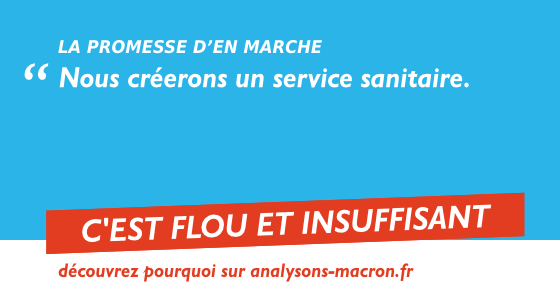 LA PROMESSE D'EN MARCHE
“ Nous créerons un service sanitaire.
C'EST FLOU ET INSUFFISANT
découvrez pourquoi sur analysons-macron.fr